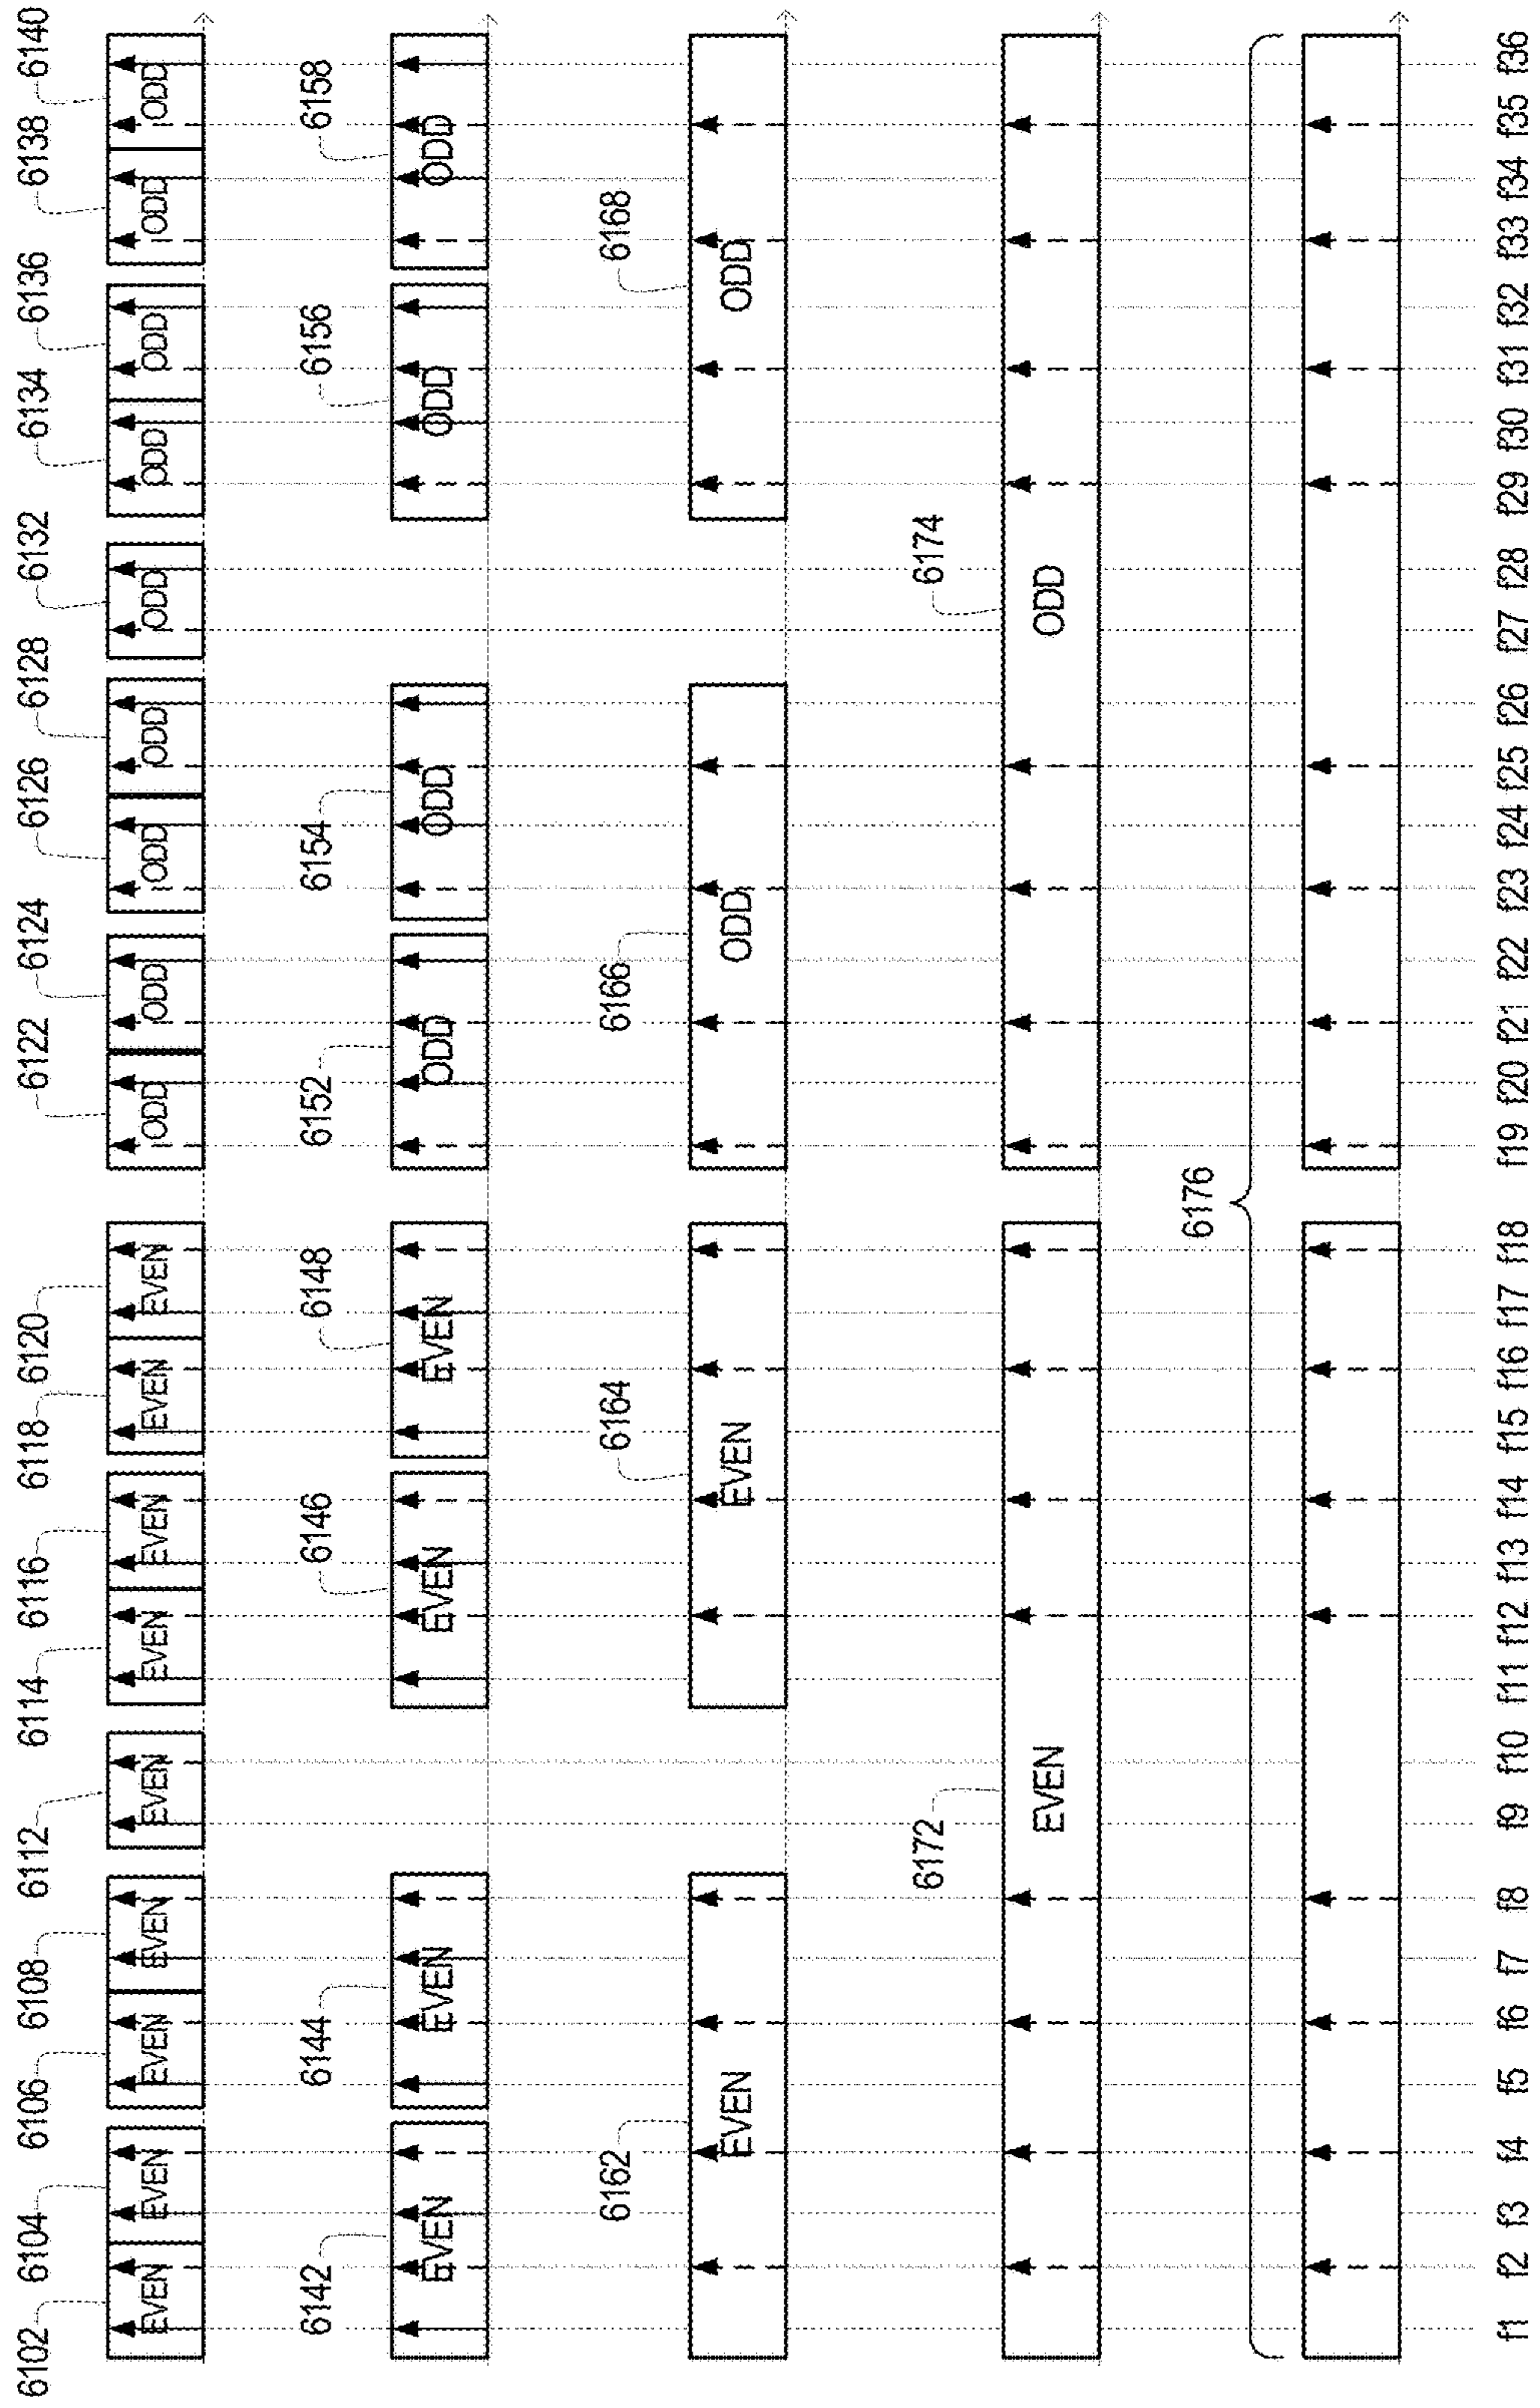 6102 6104 6106 6108 6112 6114 6116 6118 6120 6122 6124 6126 6128 6132 6134 6136 6138 6140
EVEN EVEN EVEN EVEN EVEN EVEN EVEN EVEN EVEN ODD ODD ODD ODD ODD ODD ODD ODD ODD
6142 6144 6146 6148 6152 6154 6156 6158
EVEN EVEN EVEN EVEN ODD ODD ODD ODD
6162 6164 6166 6168
EVEN EVEN ODD ODD
6172 6174
EVEN ODD
6176
f1 f2 f3 f4 f5 f6 f7 f8 f9 f10 f11 f12 f13 f14 f15 f16 f17 f18 f19 f20 f21 f22 f23 f24 f25 f26 f27 f28 f29 f30 f31 f32 f33 f34 f35 f36